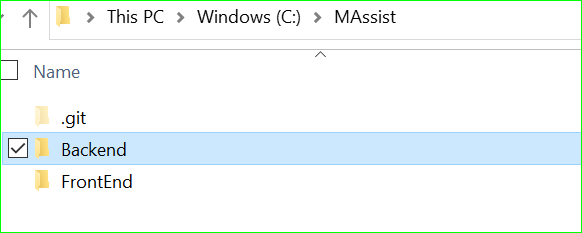 This PC Windows (C:) MAssist
Name
.git
Backend
FrontEnd